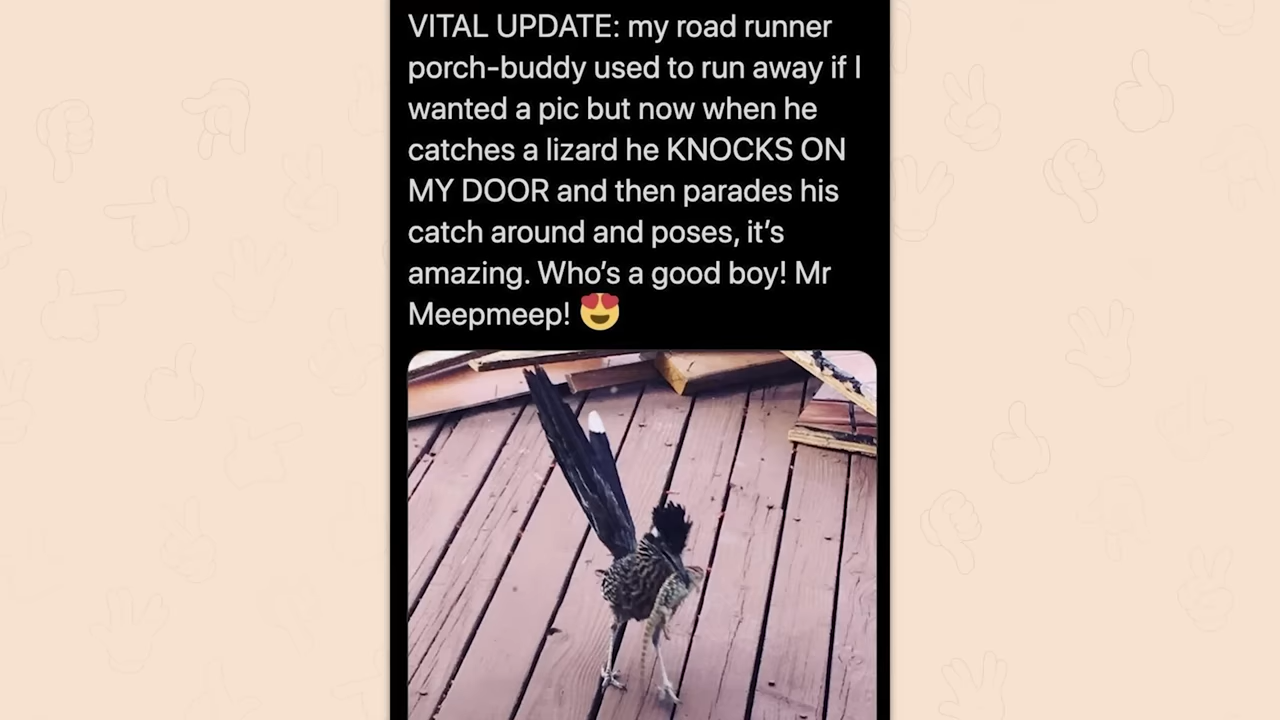 VITAL UPDATE: my road runner
porch-buddy used to run away if I
wanted a pic but now when he
catches a lizard he KNOCKS ON
MY DOOR and then parades his
catch around and poses, it’s
amazing. Who’s a good boy! Mr
Meepmeep! 😍